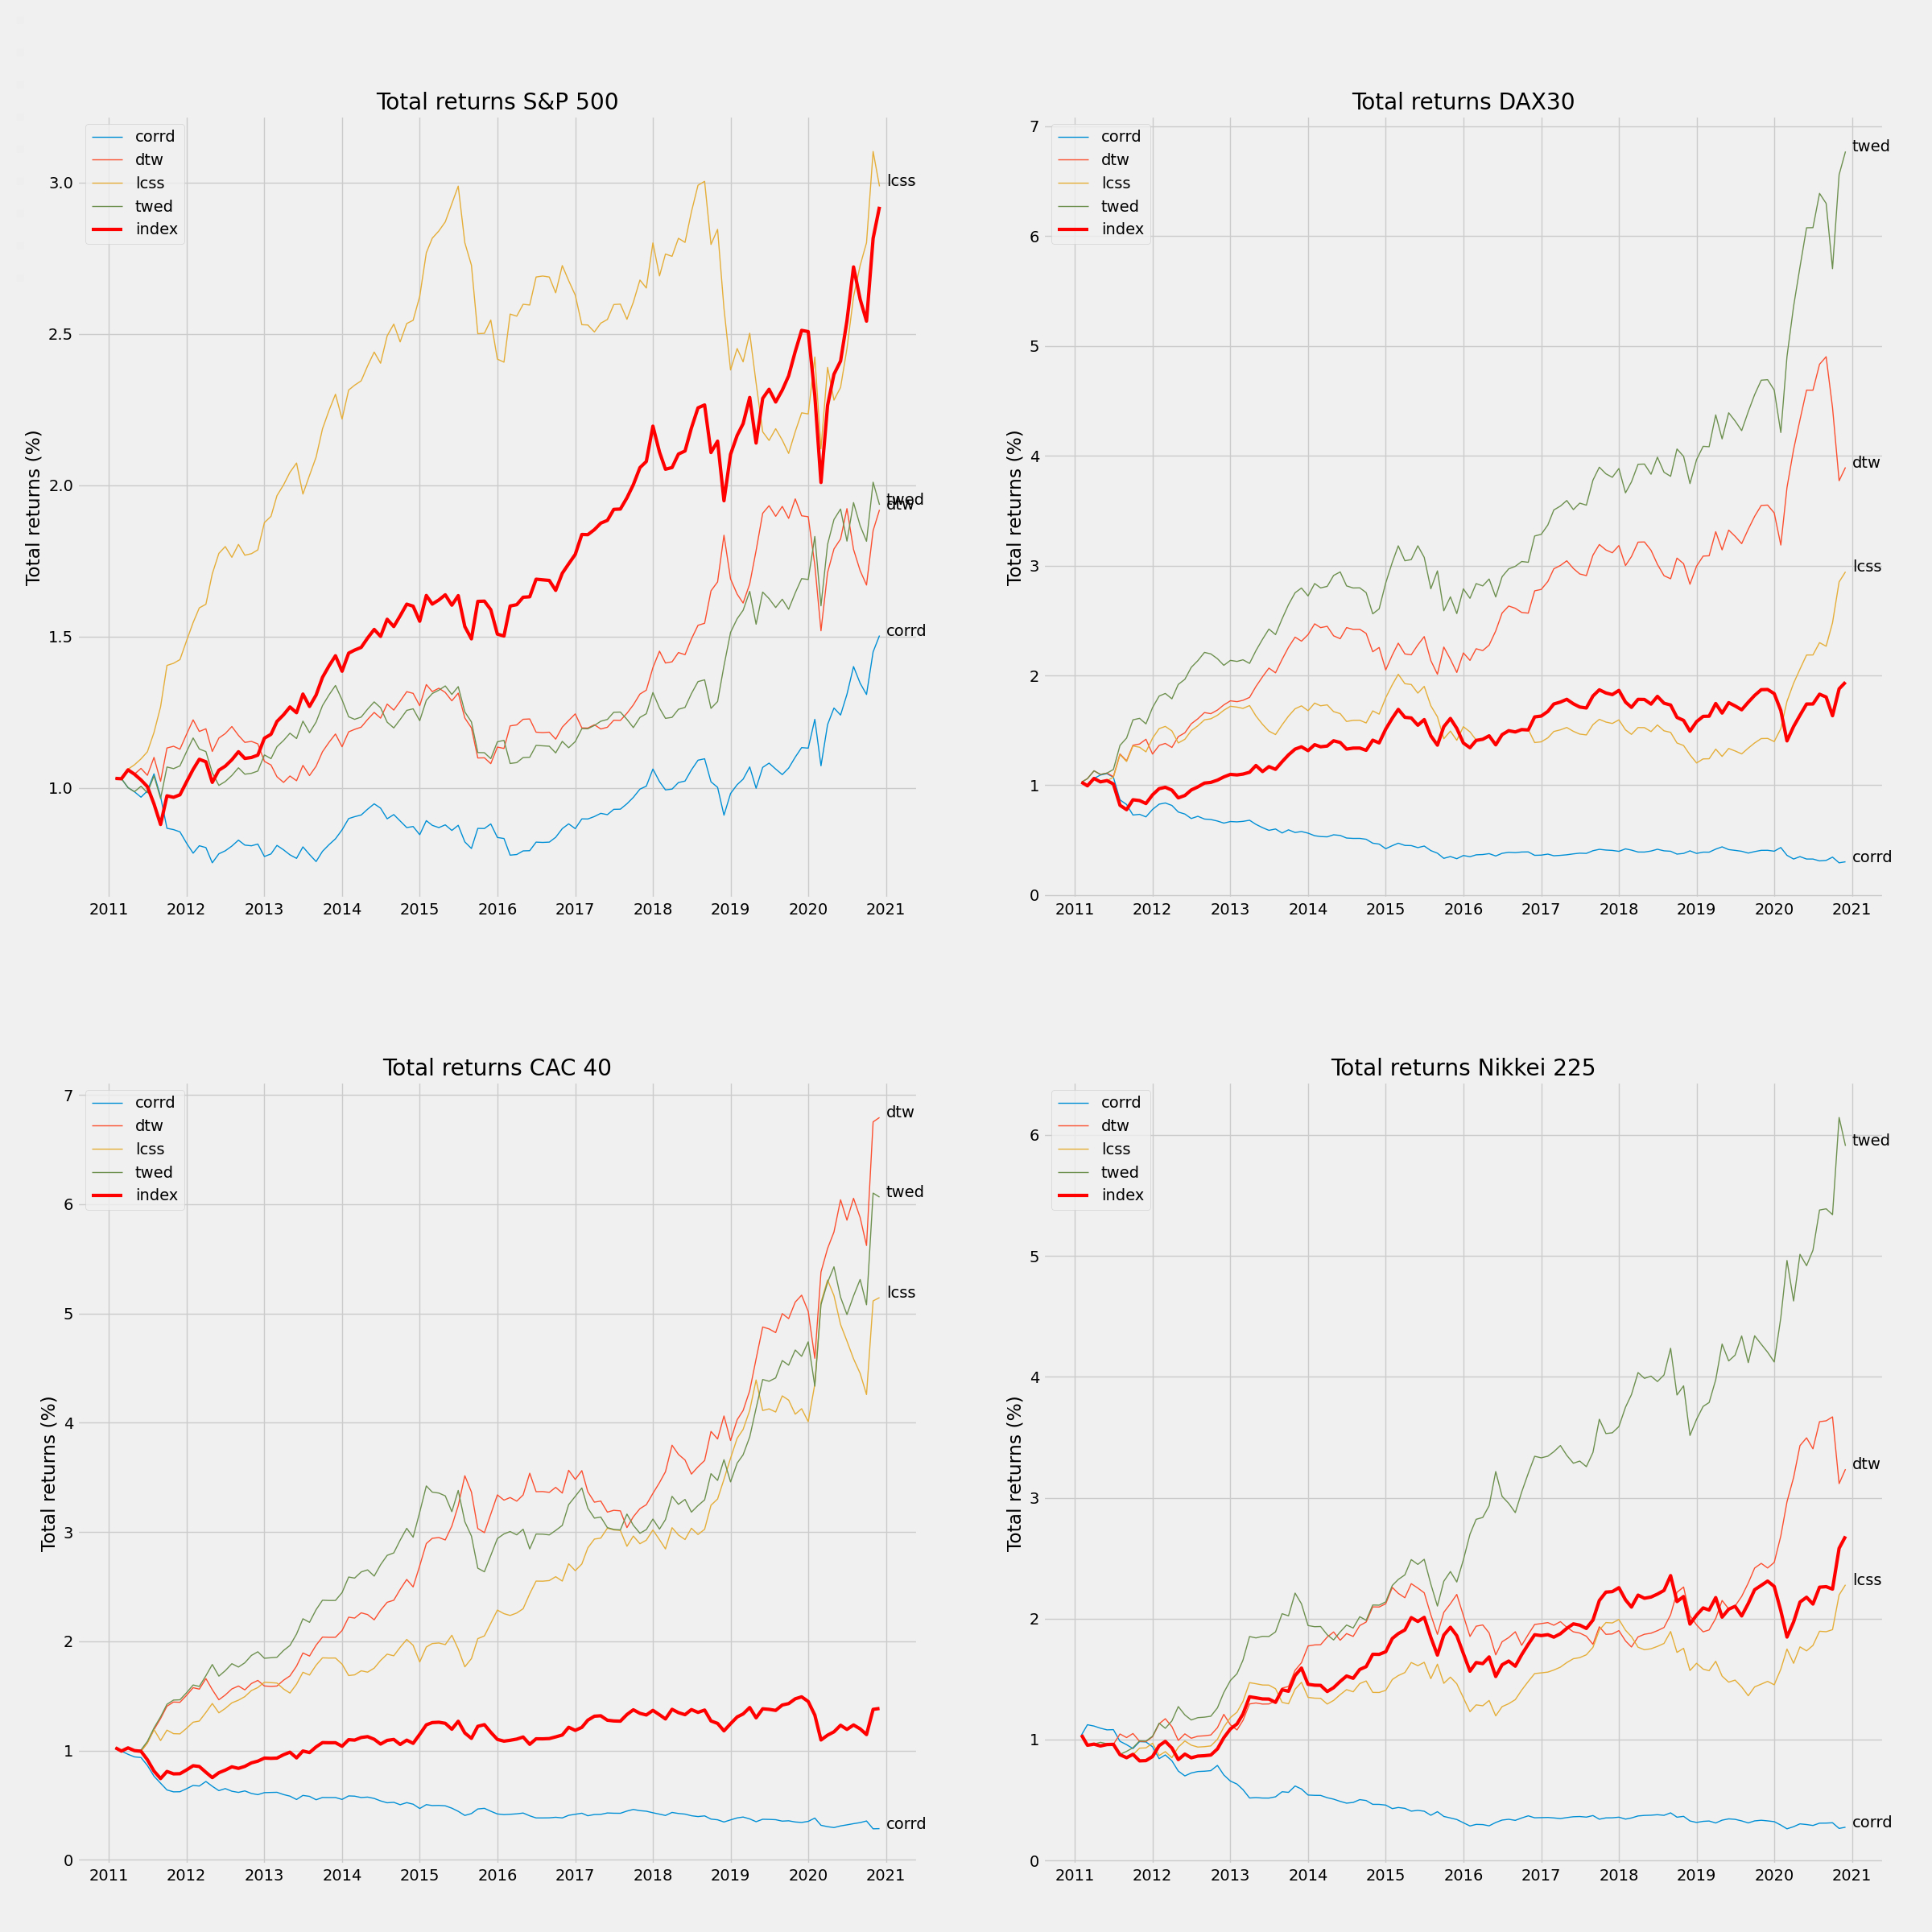 Total returns S&P 500
Total returns (%)
corrd
dtw
lcss
twed
index
3.0
2.5
2.0
1.5
1.0
lcss
twed
dtw
corrd
2011 2012 2013 2014 2015 2016 2017 2018 2019 2020 2021
Total returns DAX30
Total returns (%)
corrd
dtw
lcss
twed
index
7
6
5
4
3
2
1
0
twed
dtw
lcss
corrd
2011 2012 2013 2014 2015 2016 2017 2018 2019 2020 2021
Total returns CAC 40
Total returns (%)
corrd
dtw
lcss
twed
index
7
6
5
4
3
2
1
0
dtw
twed
lcss
corrd
2011 2012 2013 2014 2015 2016 2017 2018 2019 2020 2021
Total returns Nikkei 225
Total returns (%)
corrd
dtw
lcss
twed
index
6
5
4
3
2
1
0
twed
dtw
lcss
corrd
2011 2012 2013 2014 2015 2016 2017 2018 2019 2020 2021